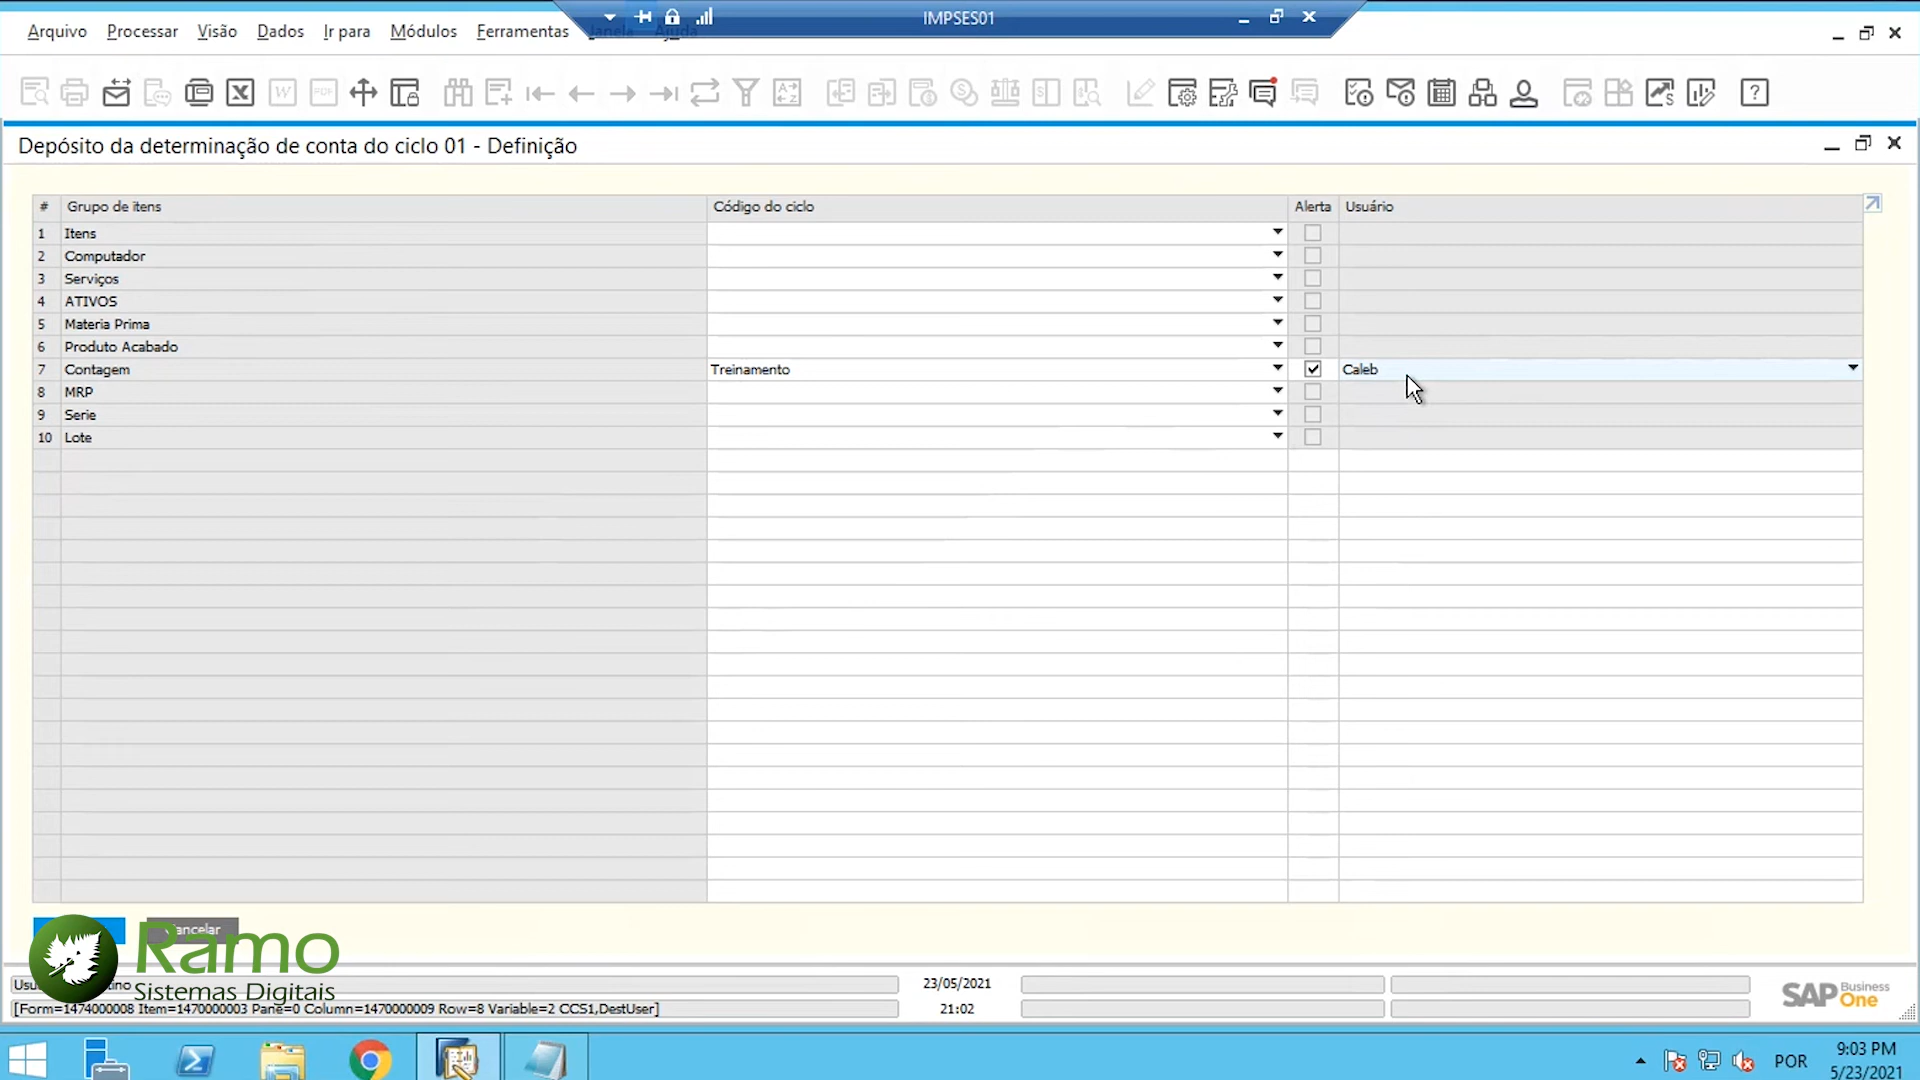 IMPSES01
Arquivo Processar Visão Dados Ir para Módulos Ferramentas Janela Ajuda
Depósito da determinação de conta do ciclo 01 - Definição
# Grupo de itens Código do ciclo Alerta Usuário
1 Itens
2 Computador
3 Serviços
4 ATIVOS
5 Materia Prima
6 Produto Acabado
7 Contagem Treinamento Caleb
8 MRP
9 Serie
10 Lote
Cancelar
Ramo
Sistemas Digitais
23/05/2021
[Form=1474000008 Item=1470000003 Pane=0 Column=1470000009 Row=8 Variable=2 CCS1,DestUser]
21:02
SAP Business One
POR
9:03 PM
5/23/2021